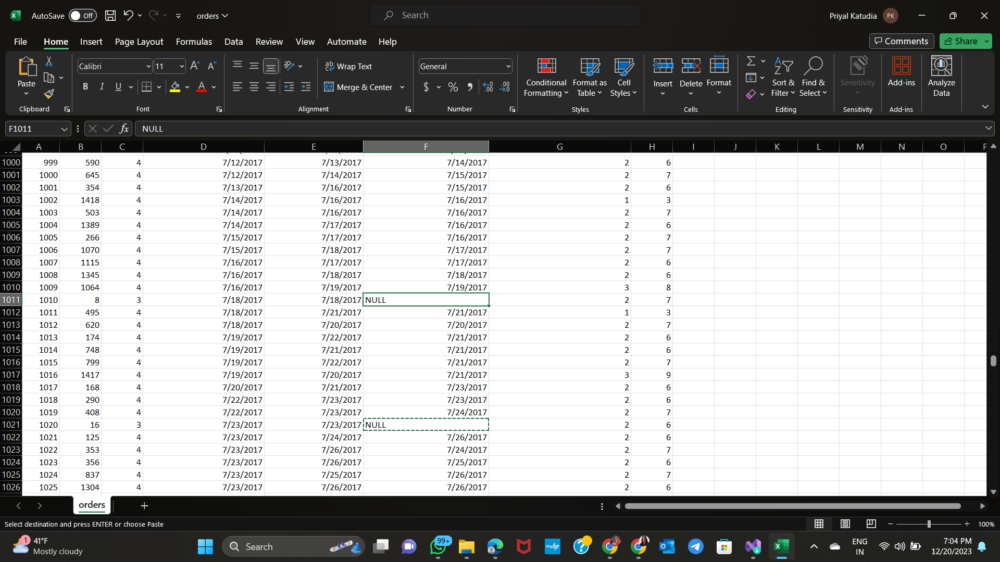 AutoSave Off orders Search Priyal Katudia PK
File Home Insert Page Layout Formulas Data Review View Automate Help Comments Share
Paste
Clipboard
Calibri 11
B I U A
Font
Wrap Text
Merge & Center
Alignment
General
$ % 9 .00 .00
Number
Conditional Formatting
Format as Table
Cell Styles
Styles
Insert Delete Format
Cells
Sort & Filter
Find & Select
Editing
Sensitivity
Sensitivity
Add-ins
Add-ins
Analyze Data
F1011 fx NULL
A B C D E F G H I J K L M N O
1000 999 590 4 7/12/2017 7/13/2017 7/14/2017 2 6
1001 1000 645 4 7/12/2017 7/14/2017 7/15/2017 2 7
1002 1001 354 4 7/13/2017 7/16/2017 7/15/2017 2 6
1003 1002 1418 4 7/14/2017 7/16/2017 7/16/2017 1 3
1004 1003 503 4 7/14/2017 7/16/2017 7/16/2017 2 7
1005 1004 1389 4 7/14/2017 7/17/2017 7/16/2017 2 6
1006 1005 266 4 7/15/2017 7/17/2017 7/16/2017 2 7
1007 1006 1070 4 7/15/2017 7/18/2017 7/17/2017 2 7
1008 1007 1115 4 7/16/2017 7/17/2017 7/17/2017 2 6
1009 1008 1345 4 7/16/2017 7/18/2017 7/18/2017 2 6
1010 1009 1064 4 7/16/2017 7/19/2017 7/19/2017 3 8
1011 1010 8 3 7/18/2017 7/18/2017 NULL 2 7
1012 1011 495 4 7/18/2017 7/21/2017 7/21/2017 1 3
1013 1012 620 4 7/18/2017 7/20/2017 7/20/2017 2 7
1014 1013 174 4 7/19/2017 7/22/2017 7/21/2017 2 6
1015 1014 748 4 7/19/2017 7/21/2017 7/21/2017 2 6
1016 1015 799 4 7/19/2017 7/22/2017 7/21/2017 2 7
1017 1016 1417 4 7/19/2017 7/20/2017 7/21/2017 3 9
1018 1017 168 4 7/20/2017 7/21/2017 7/23/2017 2 6
1019 1018 290 4 7/22/2017 7/23/2017 7/23/2017 2 6
1020 1019 408 4 7/22/2017 7/23/2017 7/24/2017 2 7
1021 1020 16 3 7/23/2017 7/23/2017 NULL 2 6
1022 1021 125 4 7/23/2017 7/24/2017 7/26/2017 2 6
1023 1022 353 4 7/23/2017 7/26/2017 7/24/2017 2 7
1024 1023 356 4 7/23/2017 7/26/2017 7/25/2017 2 6
1025 1024 837 4 7/23/2017 7/25/2017 7/26/2017 2 7
1026 1025 1304 4 7/23/2017 7/26/2017 7/26/2017 2 6
orders
Select destination and press ENTER or choose Paste 100%
1 41°F
Mostly cloudy
Search
99+
myhp
ENG
IN
7:04 PM
12/20/2023